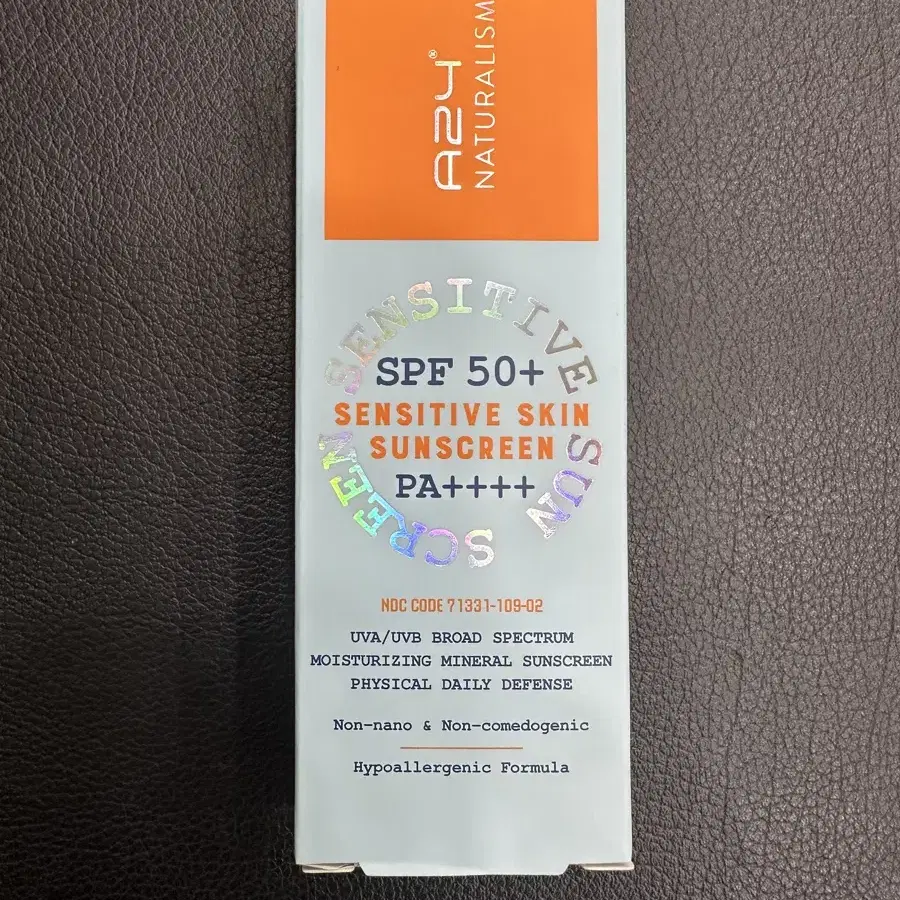 A24®
NATURALISM
SENSITIVE SUN SCREEN
SPF 50+
SENSITIVE SKIN
SUNSCREEN
PA++++
NDC CODE 71331-109-02
UVA/UVB BROAD SPECTRUM
MOISTURIZING MINERAL SUNSCREEN
PHYSICAL DAILY DEFENSE
Non-nano & Non-comedogenic
Hypoallergenic Formula